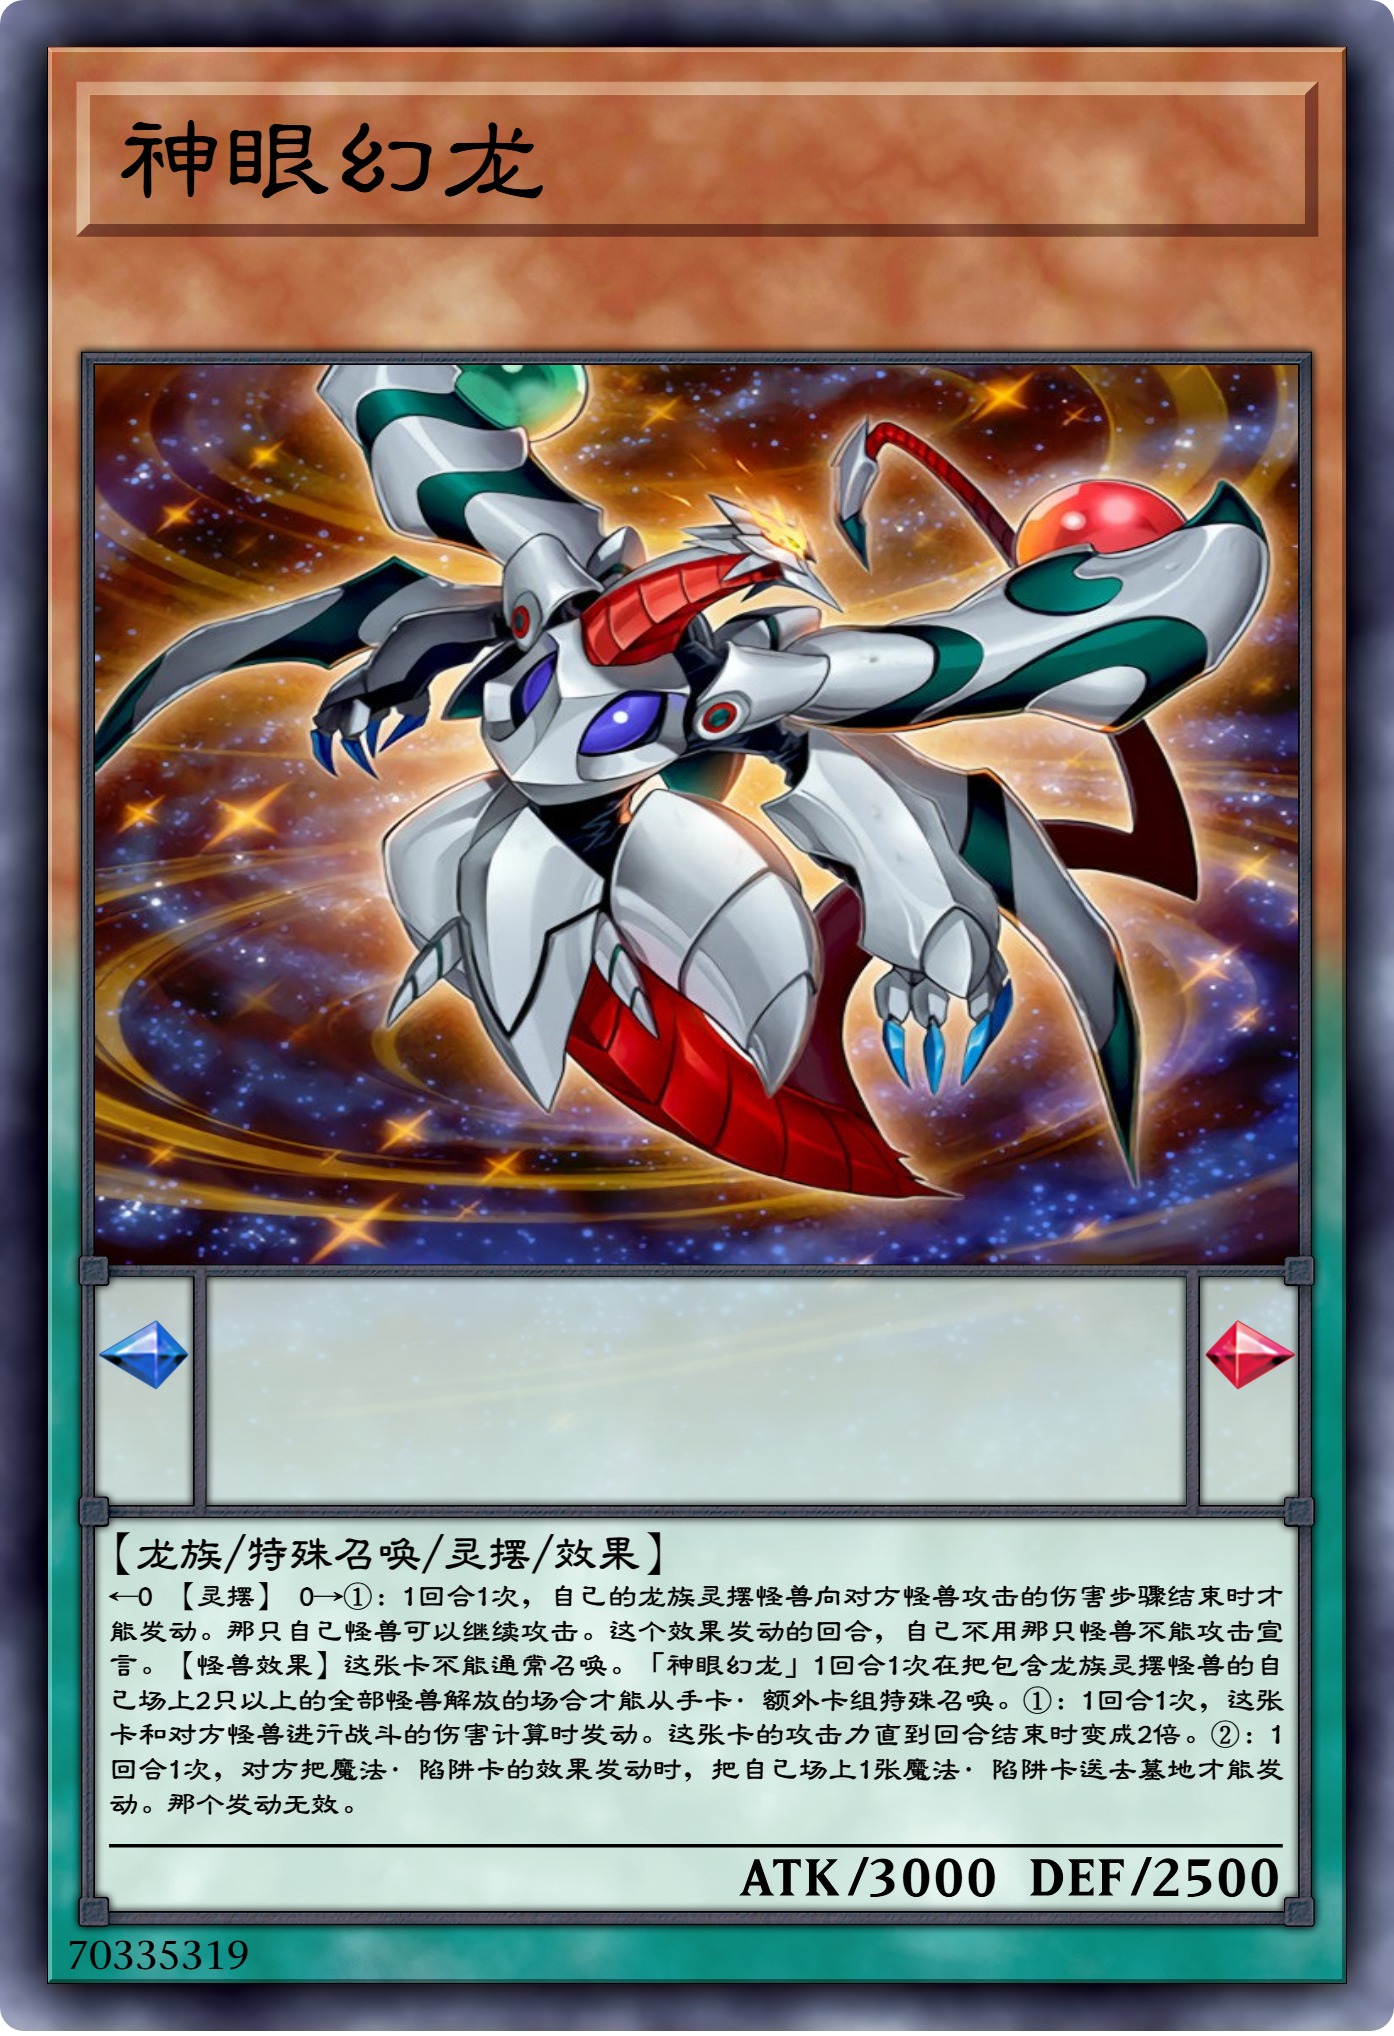 神眼幻龙
【龙族/特殊召唤/灵摆/效果】
←0 【灵摆】 0→①：1回合1次，自己的龙族灵摆怪兽向对方怪兽攻击的伤害步骤结束时才
能发动。那只自己怪兽可以继续攻击。这个效果发动的回合，自己不用那只怪兽不能攻击宣
言。【怪兽效果】这张卡不能通常召唤。「神眼幻龙」1回合1次在把包含龙族灵摆怪兽的自
己场上2只以上的全部怪兽解放的场合才能从手卡·额外卡组特殊召唤。①：1回合1次，这张
卡和对方怪兽进行战斗的伤害计算时发动。这张卡的攻击力直到回合结束时变成2倍。②：1
回合1次，对方把魔法·陷阱卡的效果发动时，把自己场上1张魔法·陷阱卡送去墓地才能发
动。那个发动无效。
ATK/3000 DEF/2500
70335319